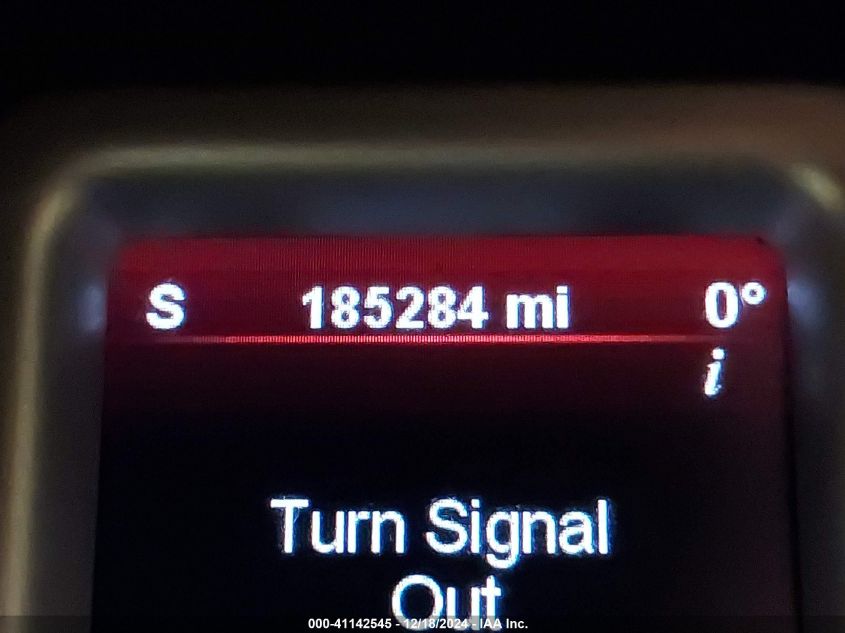 S 185284 mi 0°
i
Turn Signal
Out
000-41142545 - 12/18/2024 - IAA Inc.